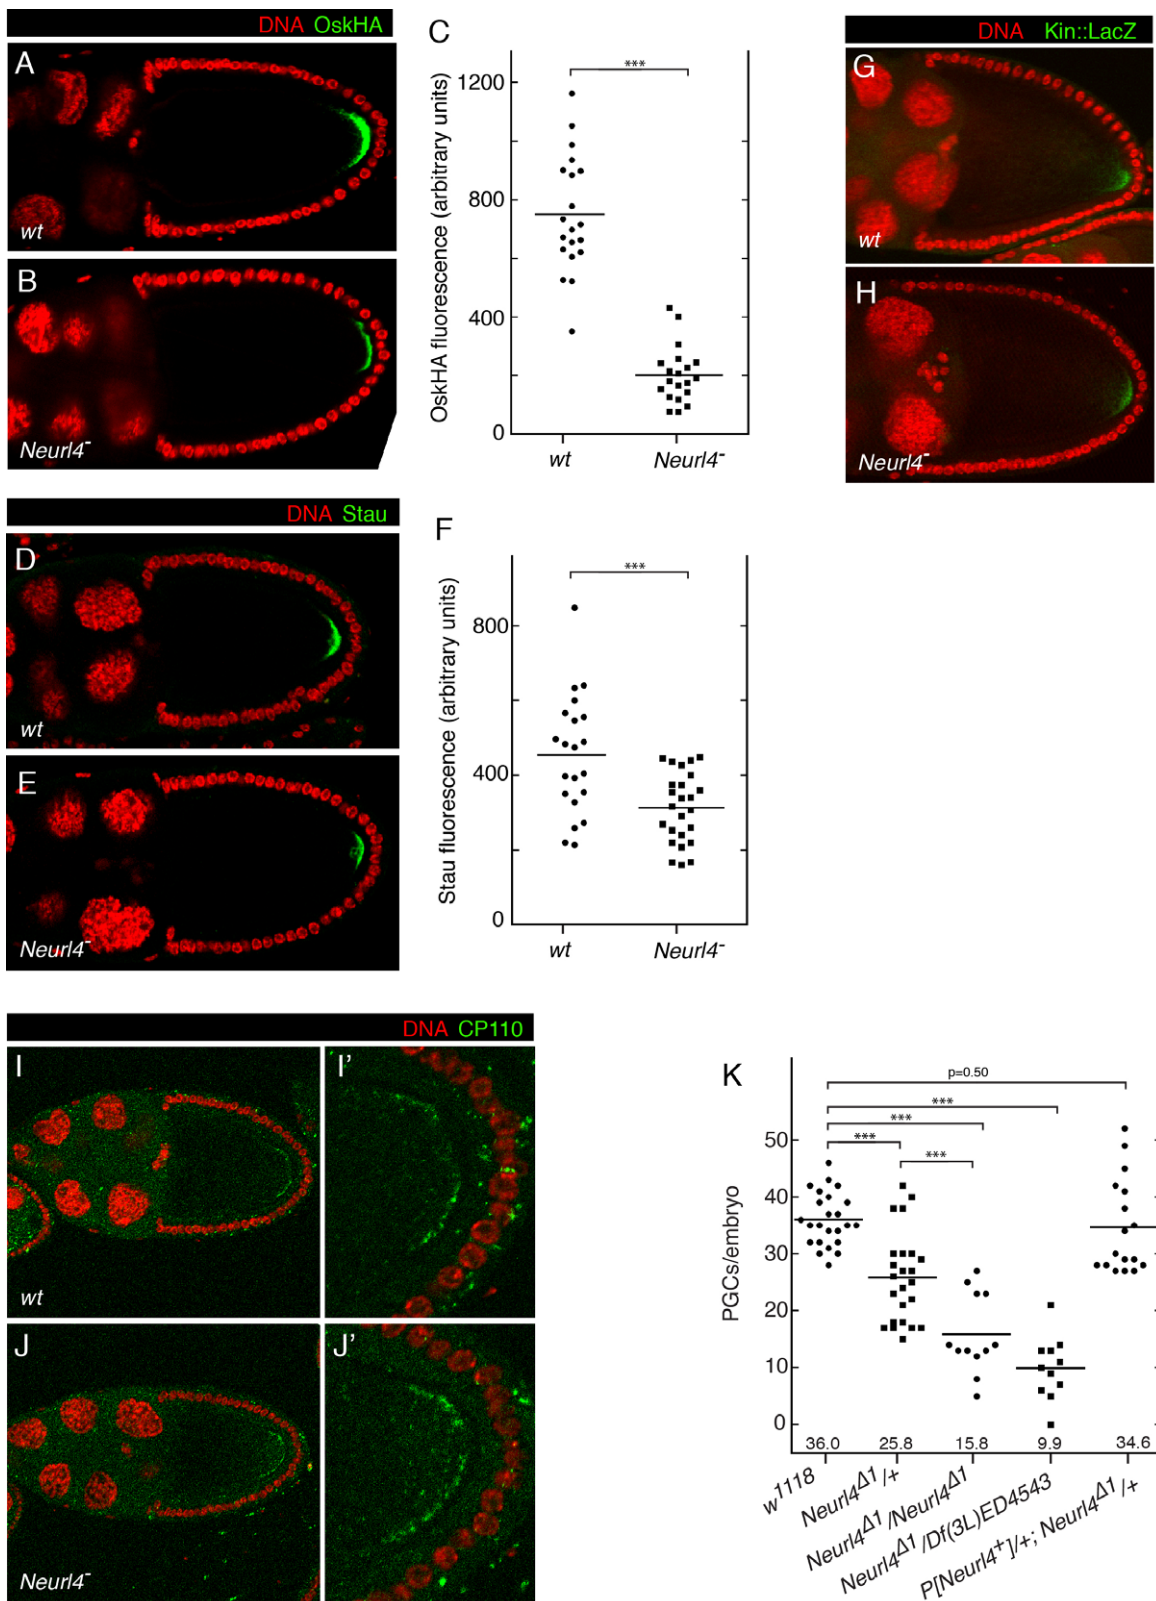 DNA OskHA
A
wt
B
Neurl4-
C
OskHA fluorescence (arbitrary units)
1200
800
400
0
***
wt
Neurl4-
DNA Kin::LacZ
G
wt
H
Neurl4-
DNA Stau
D
wt
E
Neurl4-
F
Stau fluorescence (arbitrary units)
800
400
0
***
wt
Neurl4-
DNA CP110
I
wt
I'
J
Neurl4-
J'
K
PGCs/embryo
50
40
30
20
10
0
p=0.50
***
***
***
***
36.0 25.8 15.8 9.9 34.6
w1118
Neurl4Δ1/+
Neurl4Δ1/Neurl4Δ1
Neurl4Δ1/Df(3L)ED4543
P[Neurl4+]/+; Neurl4Δ1/+